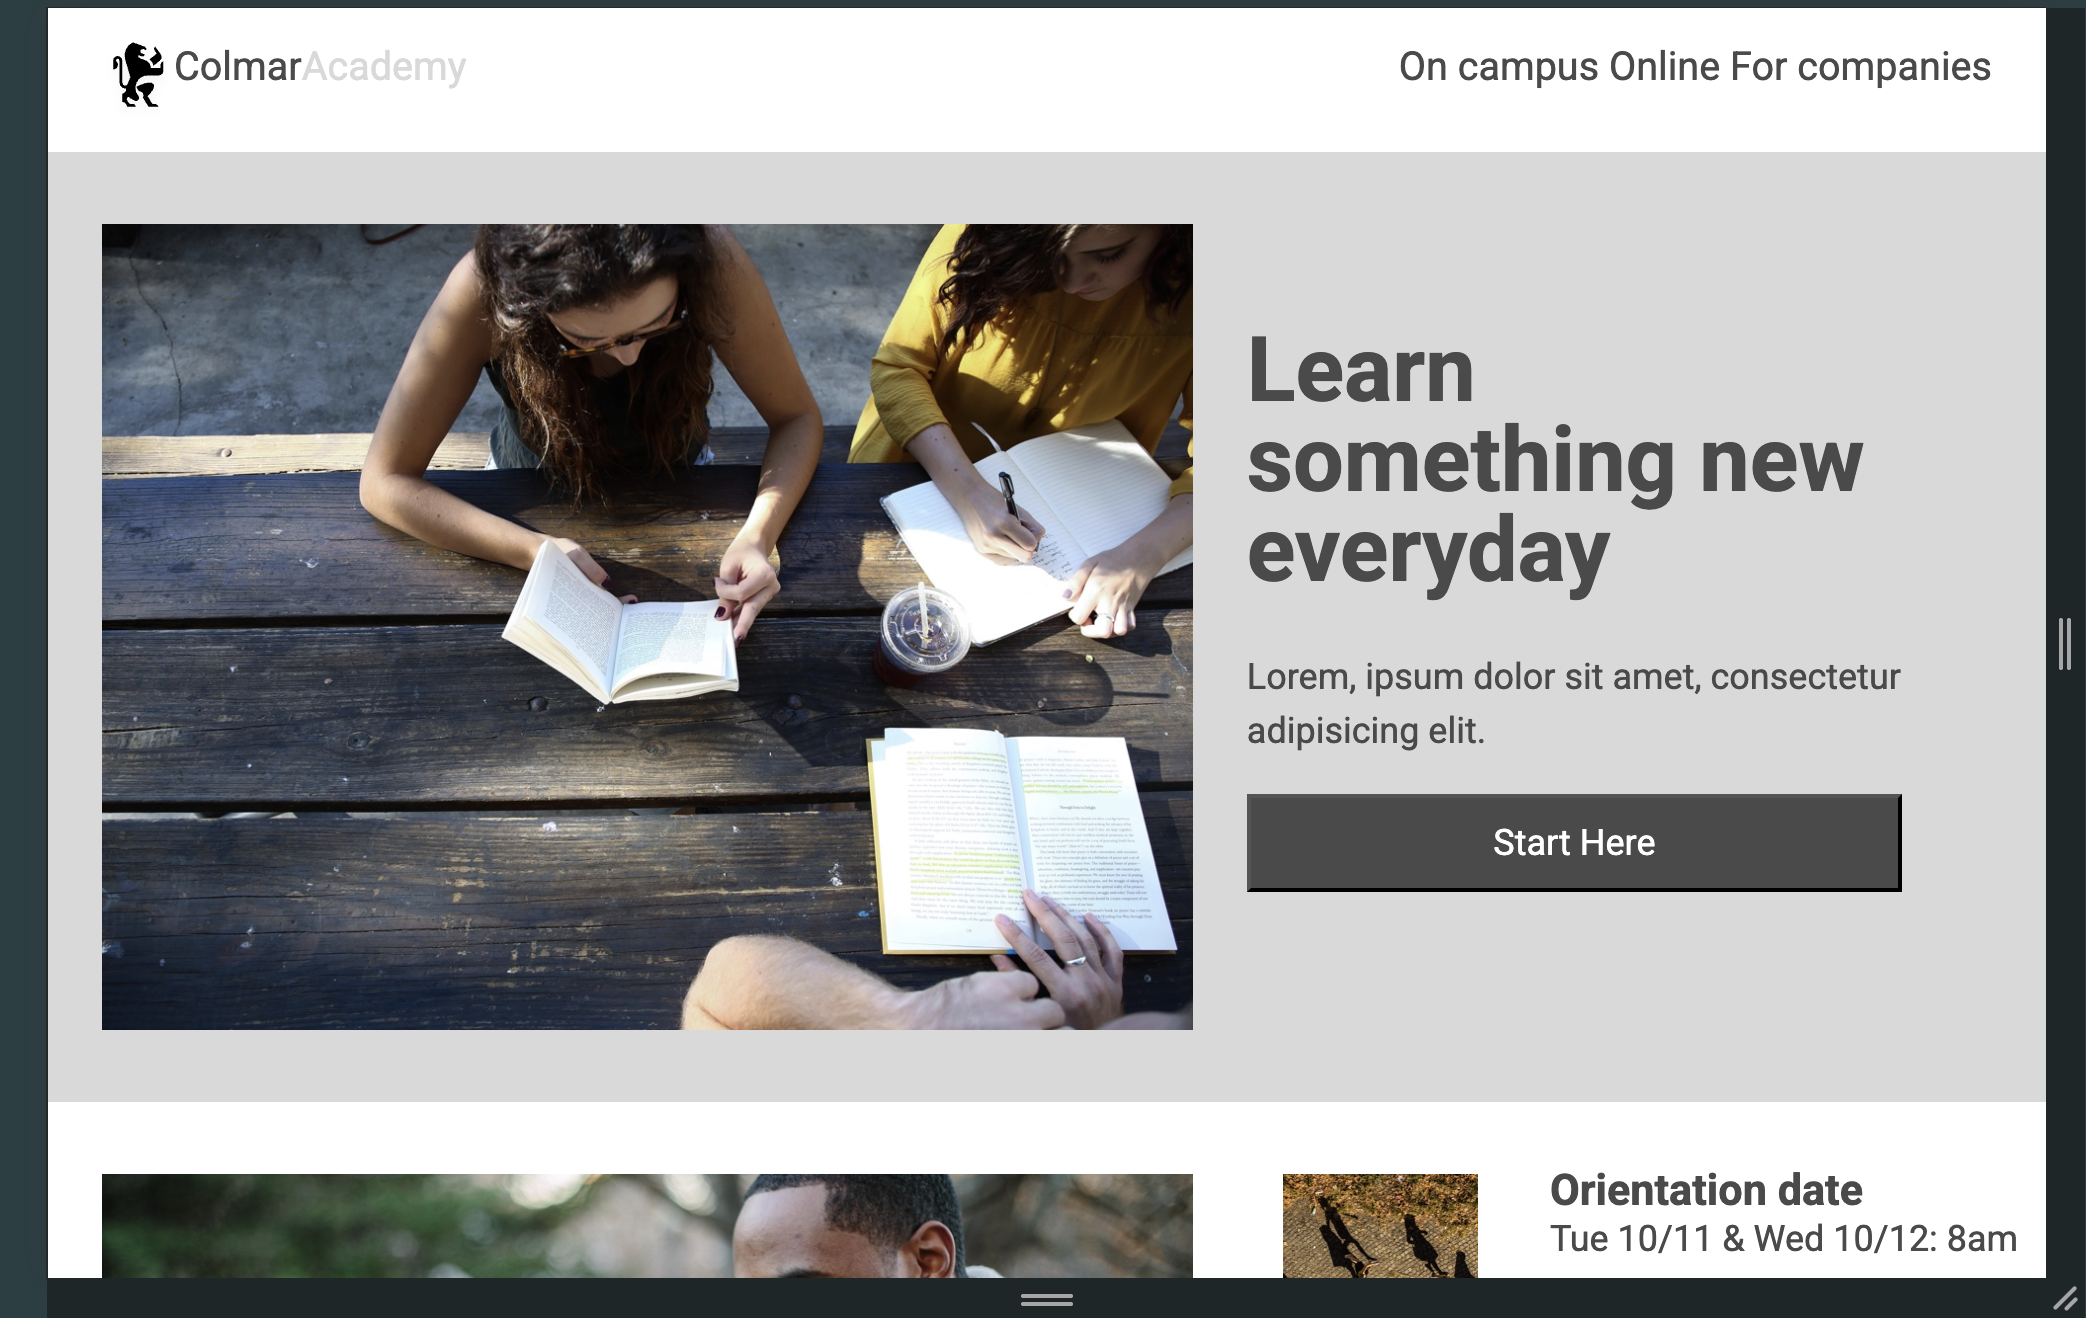 ColmarAcademy
On campus Online For companies
Learn
something new
everyday
Lorem, ipsum dolor sit amet, consectetur
adipisicing elit.
Start Here
Orientation date
Tue 10/11 & Wed 10/12: 8am